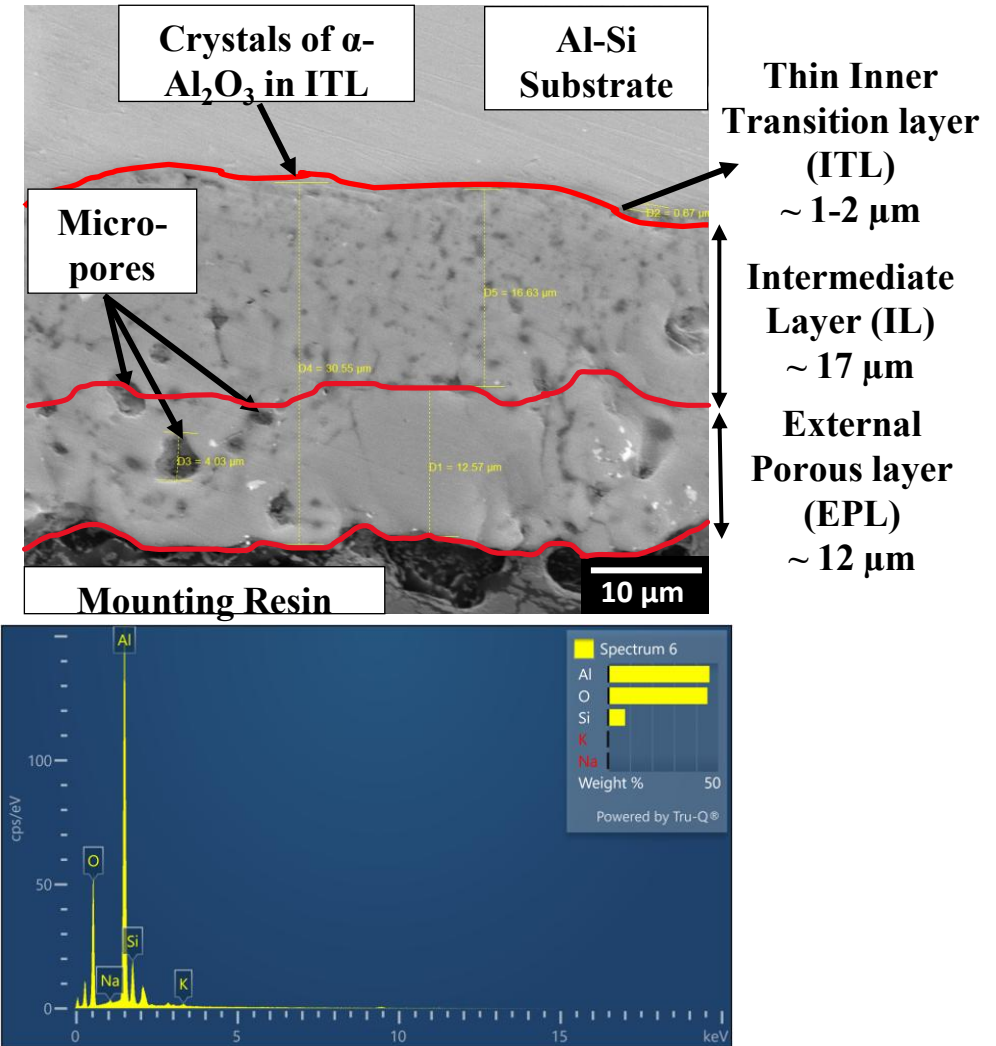 Crystals of α-
Al₂O₃ in ITL
Al-Si
Substrate
Thin Inner
Transition layer
(ITL)
~ 1-2 µm
Micro-
pores
D2 = 0.87 µm
D5 = 16.63 µm
D4 = 30.55 µm
Intermediate
Layer (IL)
~ 17 µm
D3 = 4.03 µm
D1 = 12.57 µm
External
Porous layer
(EPL)
~ 12 µm
Mounting Resin
10 µm
Spectrum 6
Al
O
Si
K
Na
Weight %
50
Powered by Tru-Q®
cps/eV
100
50
0
Al
O
Na
Si
K
0
5
10
15
keV